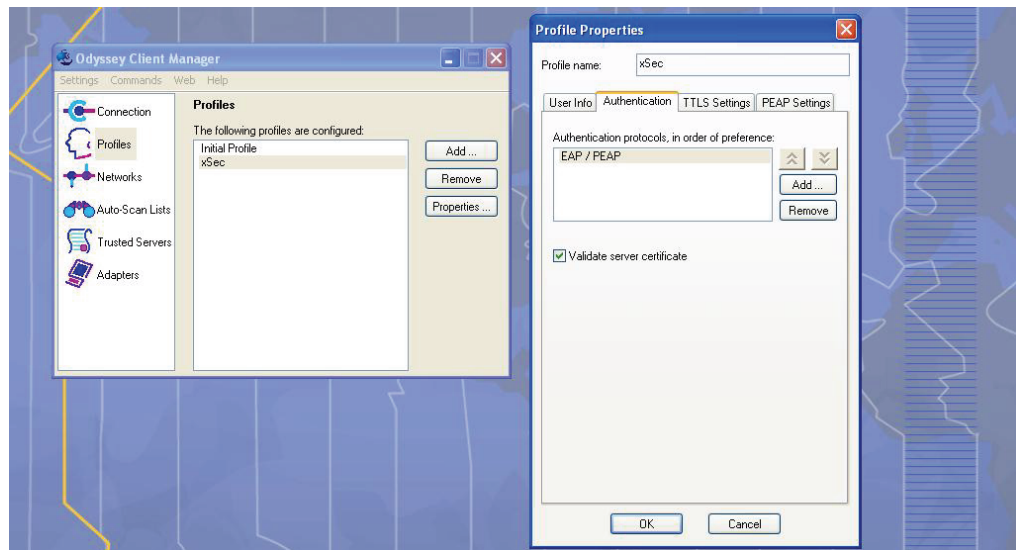 Odyssey Client Manager
Settings Commands Web Help
Connection
Profiles
Networks
Auto-Scan Lists
Trusted Servers
Adapters
Profiles
The following profiles are configured:
Initial Profile
xSec
Add ...
Remove
Properties ...
Profile Properties
Profile name: xSec
User Info Authentication TTLS Settings PEAP Settings
Authentication protocols, in order of preference:
EAP / PEAP
Add ...
Remove
Validate server certificate
OK Cancel